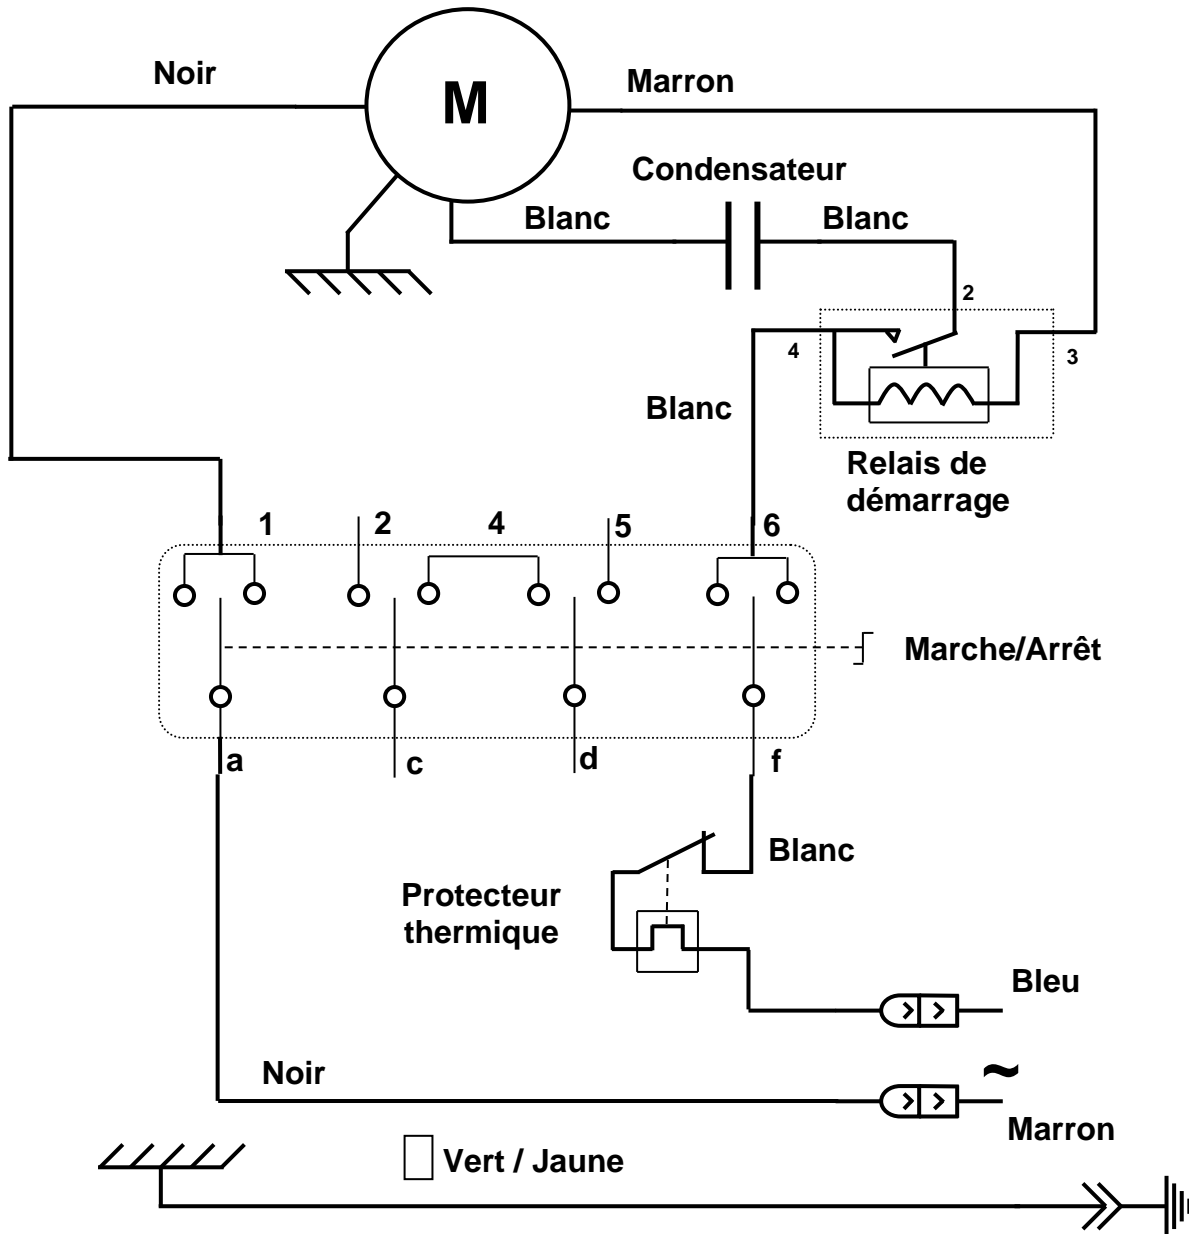 Noir
M
Marron
Condensateur
Blanc
Blanc
2
4
3
Blanc
Relais de
démarrage
1
2
4
5
6
Marche/Arrêt
a
c
d
f
Blanc
Protecteur
thermique
Bleu
Noir
~
Marron
Vert / Jaune